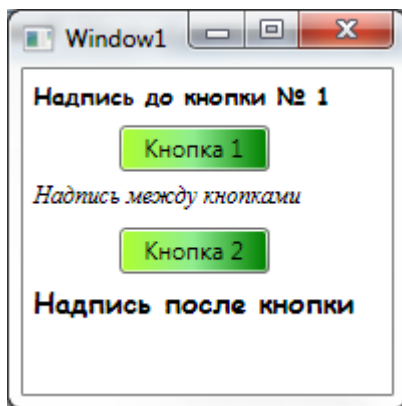 Window1
Надпись до кнопки № 1
Кнопка 1
Надпись между кнопками
Кнопка 2
Надпись после кнопки